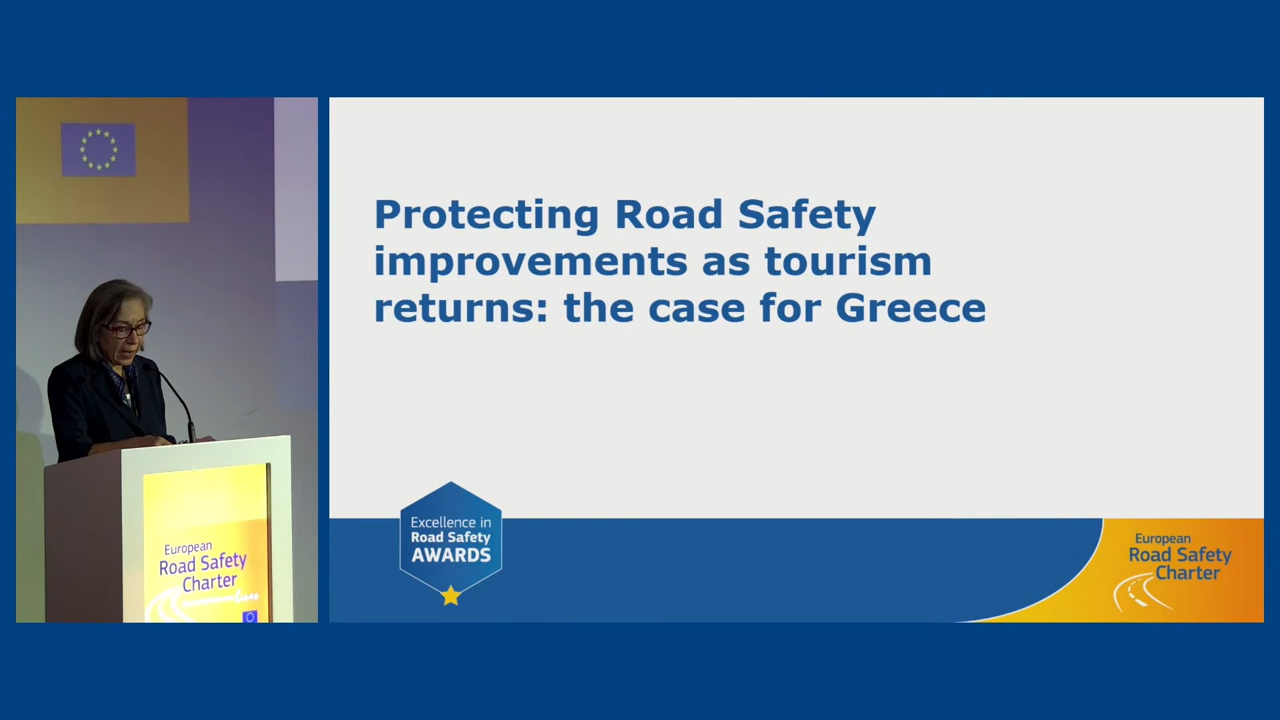 Protecting Road Safety
improvements as tourism
returns: the case for Greece
Excellence in
Road Safety
AWARDS
European
Road Safety
Charter
European
Road Safety
Charter